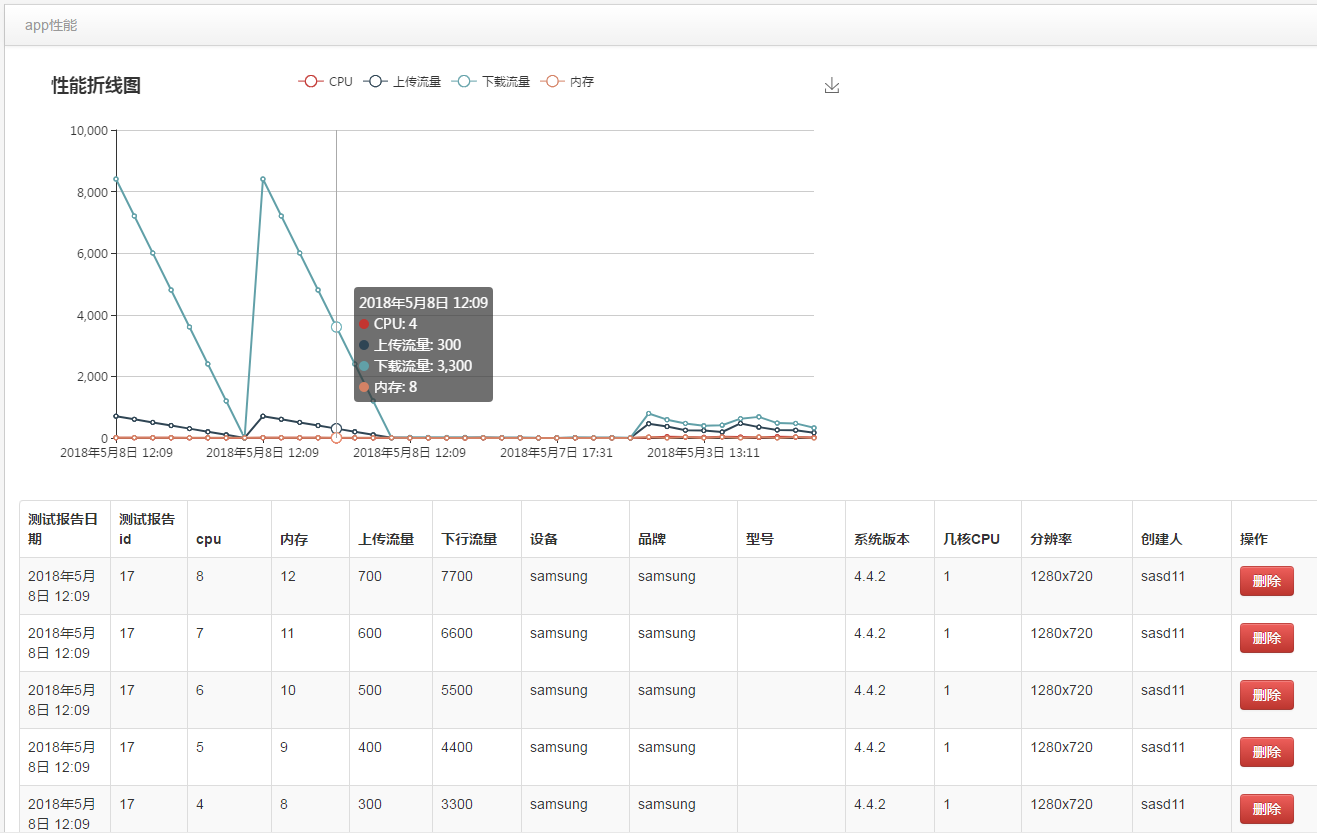 app性能
性能折线图
CPU 上传流量 下载流量 内存
10,000
8,000
6,000
4,000
2,000
0
2018年5月8日 12:09
CPU: 4
上传流量: 300
下载流量: 3,300
内存: 8
2018年5月8日 12:09 2018年5月8日 12:09 2018年5月8日 12:09 2018年5月7日 17:31 2018年5月3日 13:11
测试报告日 测试报告
期 id cpu 内存 上传流量 下行流量 设备 品牌 型号 系统版本 几核CPU 分辨率 创建人 操作
2018年5月 17 8 12 700 7700 samsung samsung 4.4.2 1 1280x720 sasd11 删除
8日 12:09
2018年5月 17 7 11 600 6600 samsung samsung 4.4.2 1 1280x720 sasd11 删除
8日 12:09
2018年5月 17 6 10 500 5500 samsung samsung 4.4.2 1 1280x720 sasd11 删除
8日 12:09
2018年5月 17 5 9 400 4400 samsung samsung 4.4.2 1 1280x720 sasd11 删除
8日 12:09
2018年5月 17 4 8 300 3300 samsung samsung 4.4.2 1 1280x720 sasd11 删除
8日 12:09